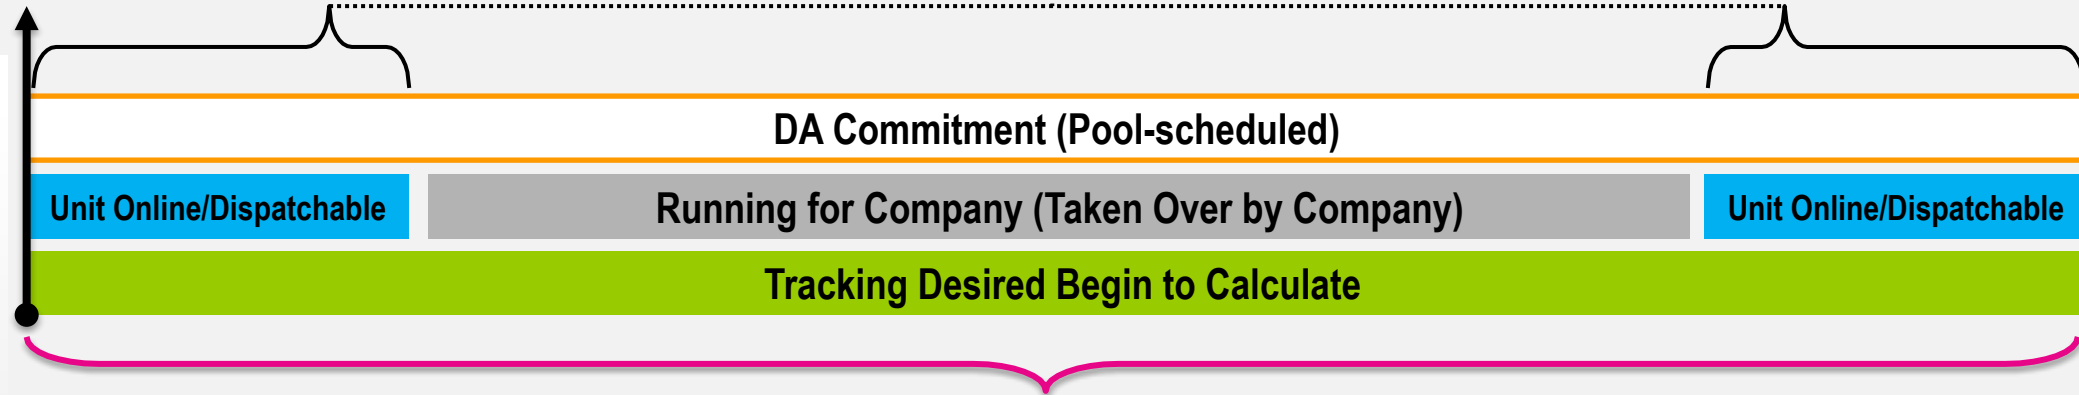 DA Commitment (Pool-scheduled)
Unit Online/Dispatchable
Running for Company (Taken Over by Company)
Unit Online/Dispatchable
Tracking Desired Begin to Calculate